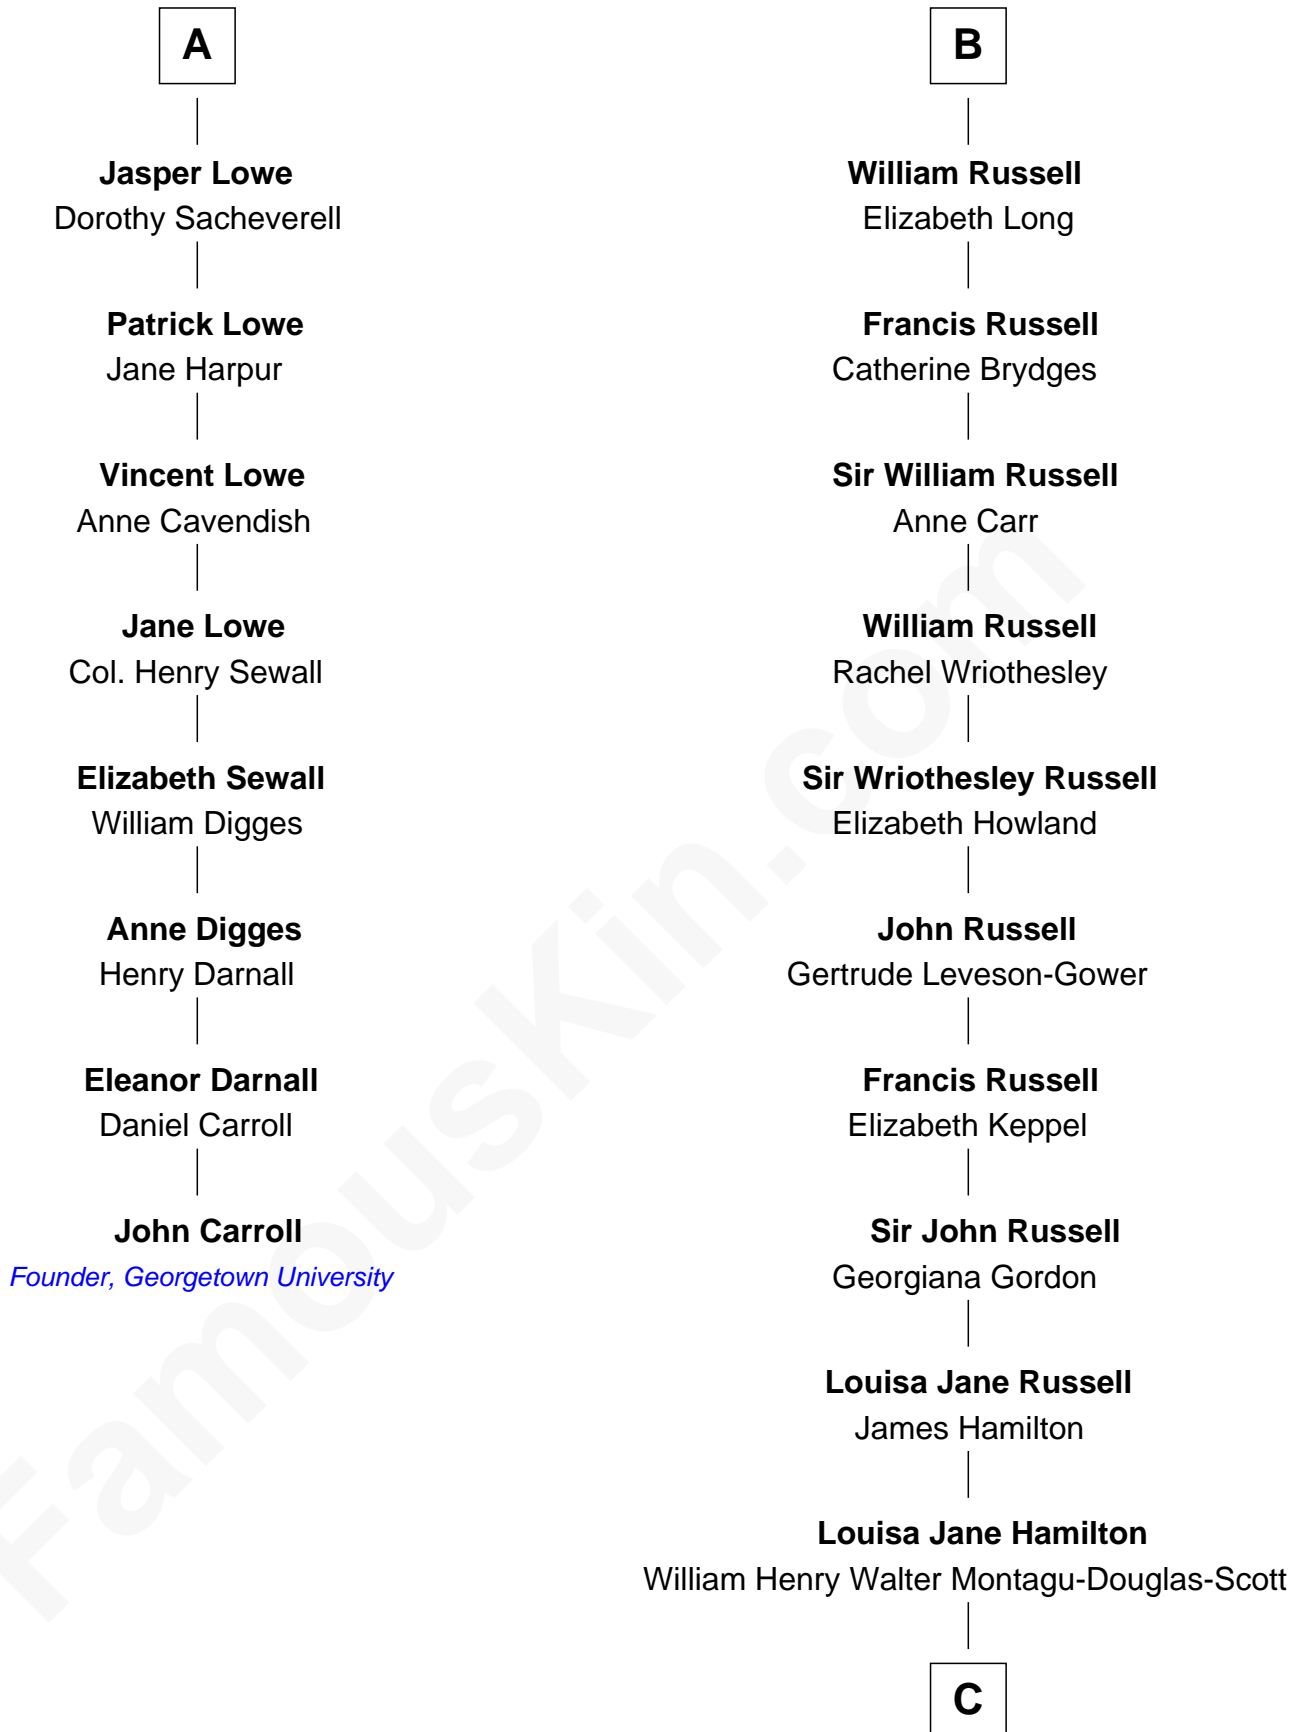 A
Jasper Lowe
Dorothy Sacheverell
Patrick Lowe
Jane Harpur
Vincent Lowe
Anne Cavendish
Jane Lowe
Col. Henry Sewall
Elizabeth Sewall
William Digges
Anne Digges
Henry Darnall
Eleanor Darnall
Daniel Carroll
John Carroll
Founder, Georgetown University
B
William Russell
Elizabeth Long
Francis Russell
Catherine Brydges
Sir William Russell
Anne Carr
William Russell
Rachel Wriothesley
Sir Wriothesley Russell
Elizabeth Howland
John Russell
Gertrude Leveson-Gower
Francis Russell
Elizabeth Keppel
Sir John Russell
Georgiana Gordon
Louisa Jane Russell
James Hamilton
Louisa Jane Hamilton
William Henry Walter Montagu-Douglas-Scott
C
FamousKin.com